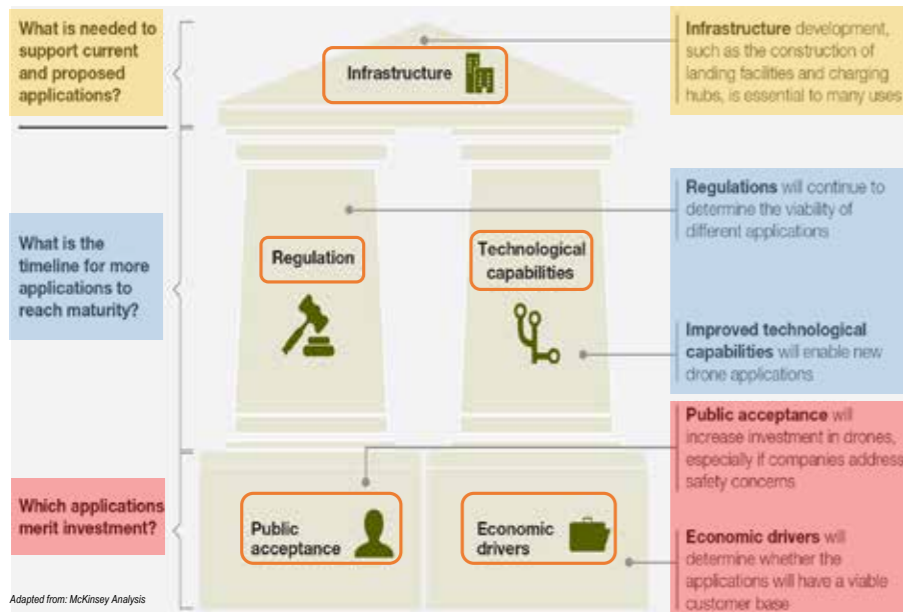 What is needed to
support current
and proposed
applications?
Infrastructure
Infrastructure development,
such as the construction of
landing facilities and charging
hubs, is essential to many uses
What is the
timeline for more
applications to
reach maturity?
Regulation
Technological
capabilities
Regulations will continue to
determine the viability of
different applications
Improved technological
capabilities will enable new
drone applications
Which applications
merit investment?
Public
acceptance
Economic
drivers
Public acceptance will
increase investment in drones,
especially if companies address
safety concerns
Economic drivers will
determine whether the
applications will have a viable
customer base
Adapted from: McKinsey Analysis